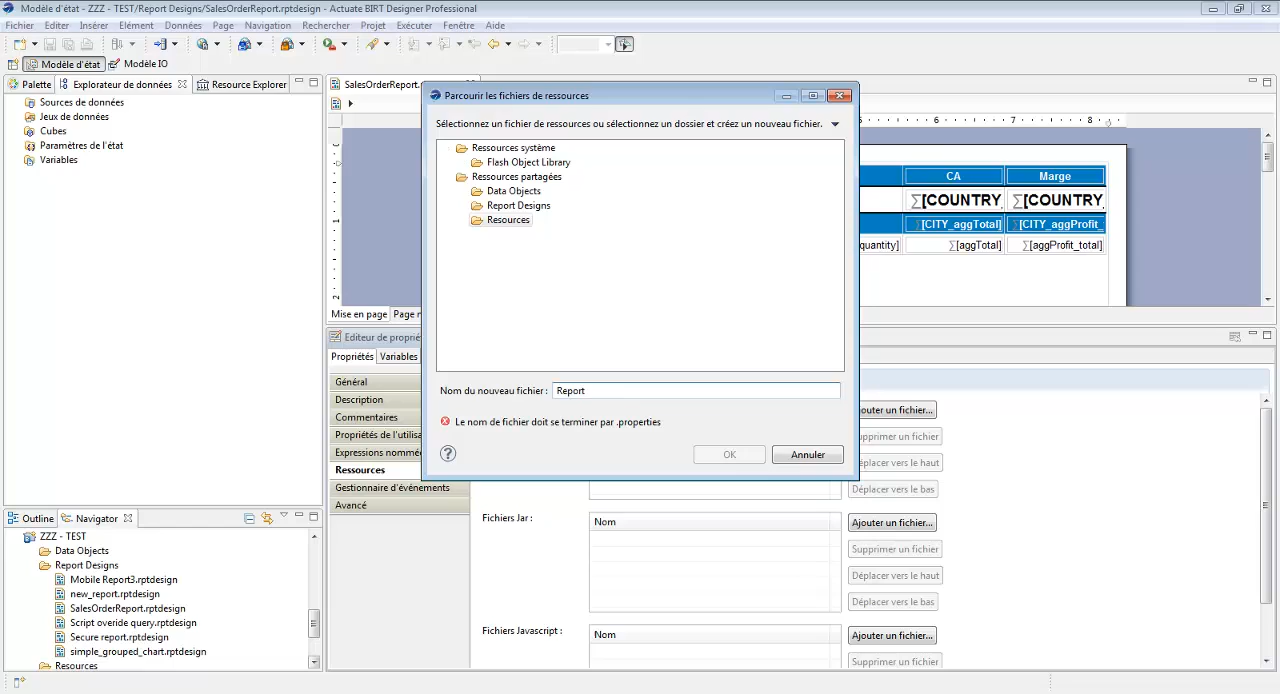 Modèle d'état - ZZZ - TEST/Report Designs/SalesOrderReport.rptdesign - Actuate BIRT Designer Professional
Fichier Editer Insérer Elément Données Page Navigation Rechercher Projet Exécuter Fenêtre Aide
Modèle d'état Modèle IO
Palette Explorateur de données Resource Explorer
Sources de données
Jeux de données
Cubes
Paramètres de l'état
Variables
SalesOrderReport.
6 7 8
CA Marge
∑[COUNTRY ∑[COUNTRY
∑[CITY_aggTotal] ∑[CITY_aggProfit_
quantity] ∑[aggTotal] ∑[aggProfit_total]
Mise en page Page
Parcourir les fichiers de ressources
Sélectionnez un fichier de ressources ou sélectionnez un dossier et créez un nouveau fichier.
Ressources système
Flash Object Library
Ressources partagées
Data Objects
Report Designs
Resources
Nom du nouveau fichier : Report
Le nom de fichier doit se terminer par .properties
OK Annuler
Editeur de proprié
Propriétés Variables
Général
Description
Commentaires
Propriétés de l'utilisa
Expressions nommé
Ressources
Gestionnaire d'événements
Avancé
outer un fichier...
upprimer un fichier
éplacer vers le haut
Déplacer vers le bas
Fichiers Jar : Nom
Ajouter un fichier...
Supprimer un fichier
Déplacer vers le haut
Déplacer vers le bas
Fichiers Javascript : Nom
Ajouter un fichier...
Supprimer un fichier
Outline Navigator
ZZZ - TEST
Data Objects
Report Designs
Mobile Report3.rptdesign
new_report.rptdesign
SalesOrderReport.rptdesign
Script overide query.rptdesign
Secure report.rptdesign
simple_grouped_chart.rptdesign
Resources